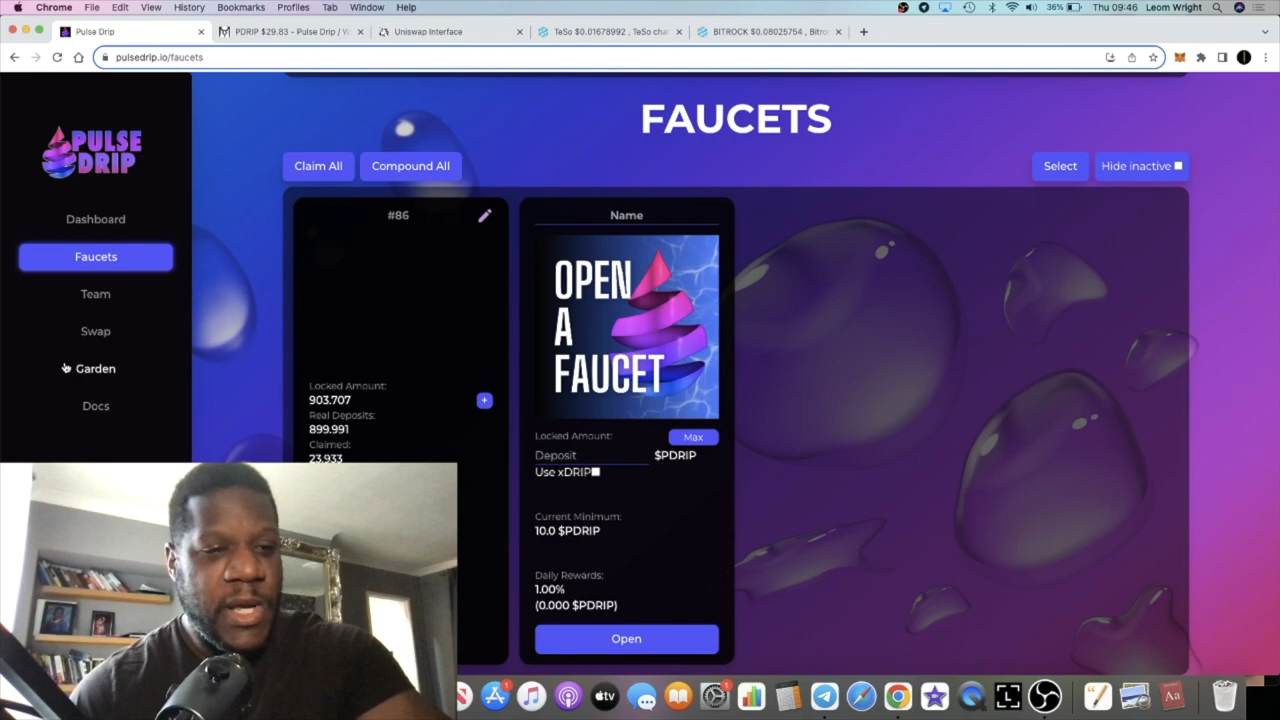 Chrome File Edit View History Bookmarks Profiles Tab Window Help 36% Thu 09:46 Leom Wright
Pulse Drip PDRIP $29.83 - Pulse Drip / W Uniswap Interface TeSo $0.01678992 , TeSo cha BITROCK $0.08025754 , Bitro
pulsedrip.io/faucets
PULSE
DRIP
Dashboard
Faucets
Team
Swap
Garden
Docs
FAUCETS
Claim All Compound All Select Hide inactive
#86
Locked Amount:
903.707
Real Deposits:
899.991
Claimed:
23.933
Name
OPEN
A
FAUCET
Locked Amount: Max
Deposit $PDRIP
Use xDRIP
Current Minimum:
10.0 $PDRIP
Daily Rewards:
1.00%
(0.000 $PDRIP)
Open
tv
Aa